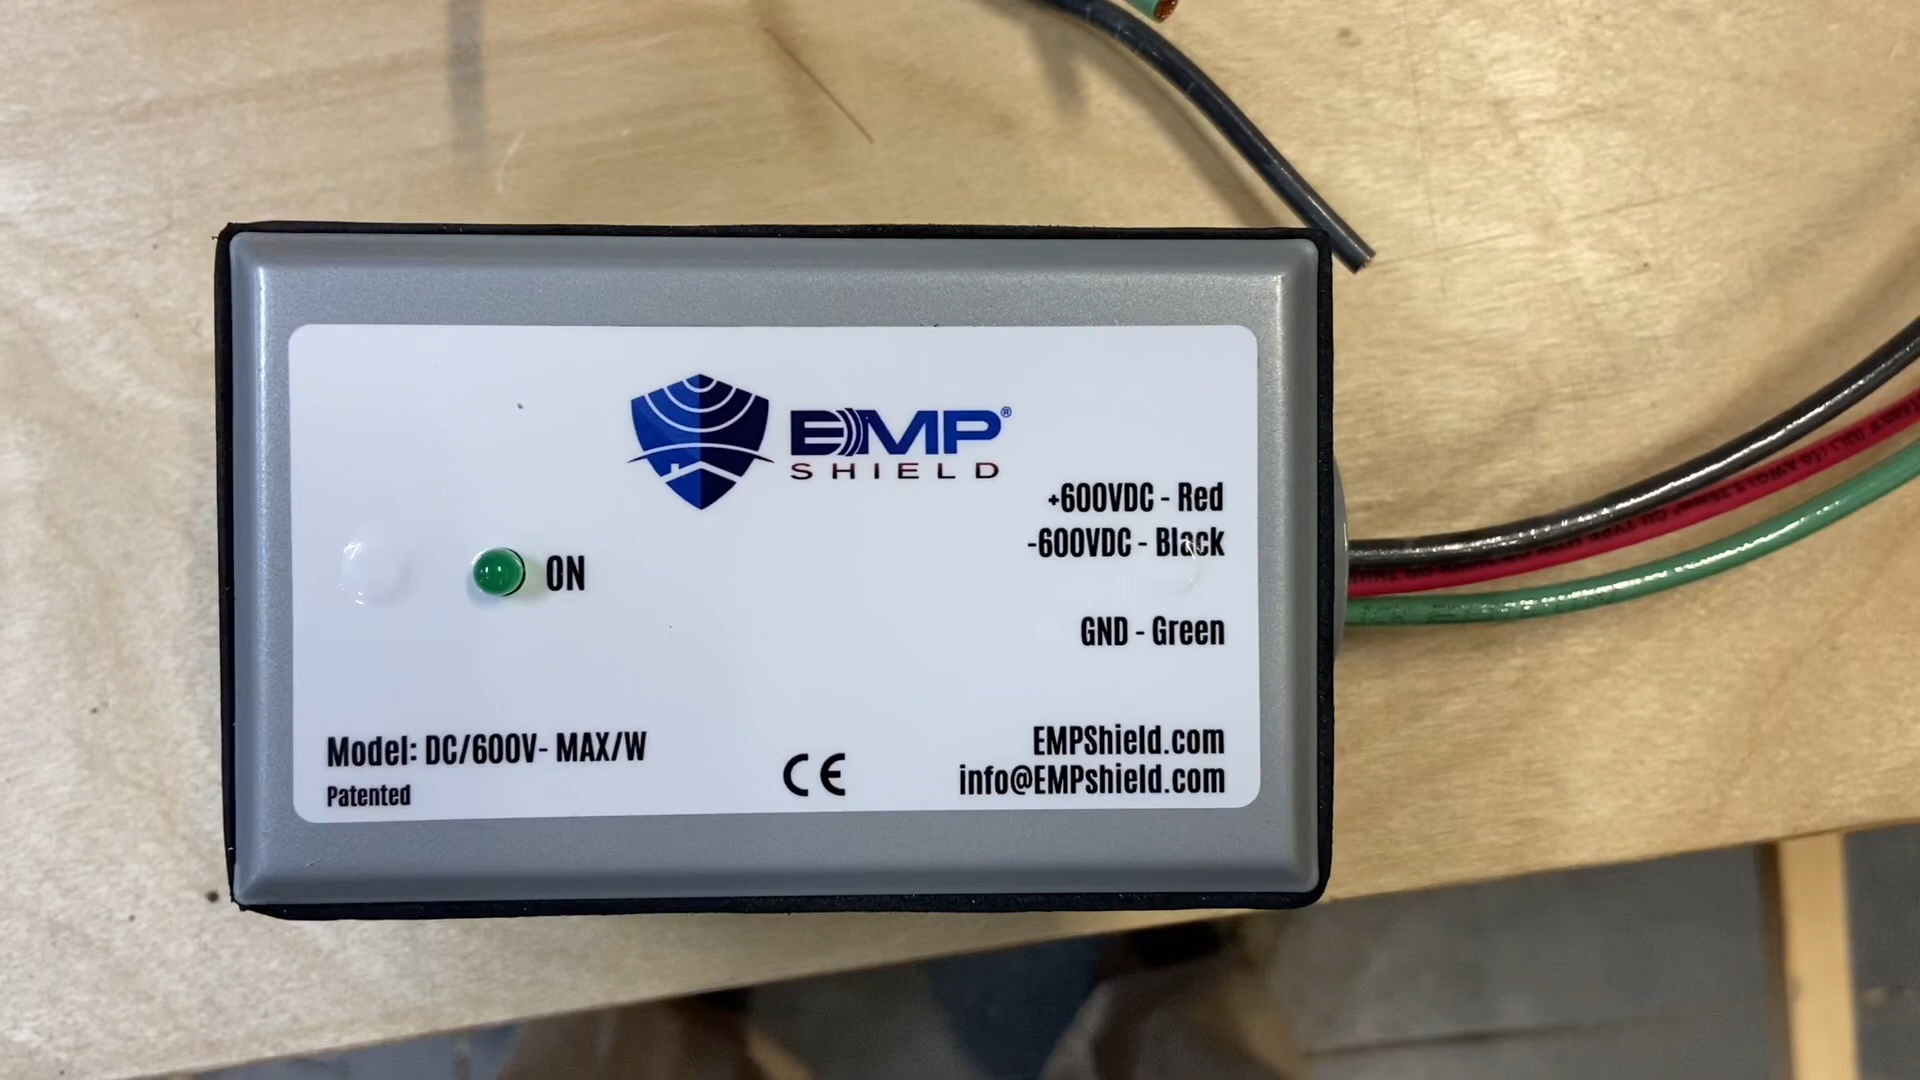 EMP®
SHIELD
+600VDC - Red
-600VDC - Black
ON
GND - Green
Model: DC/600V- MAX/W
Patented
CE
EMPShield.com
info@EMPshield.com